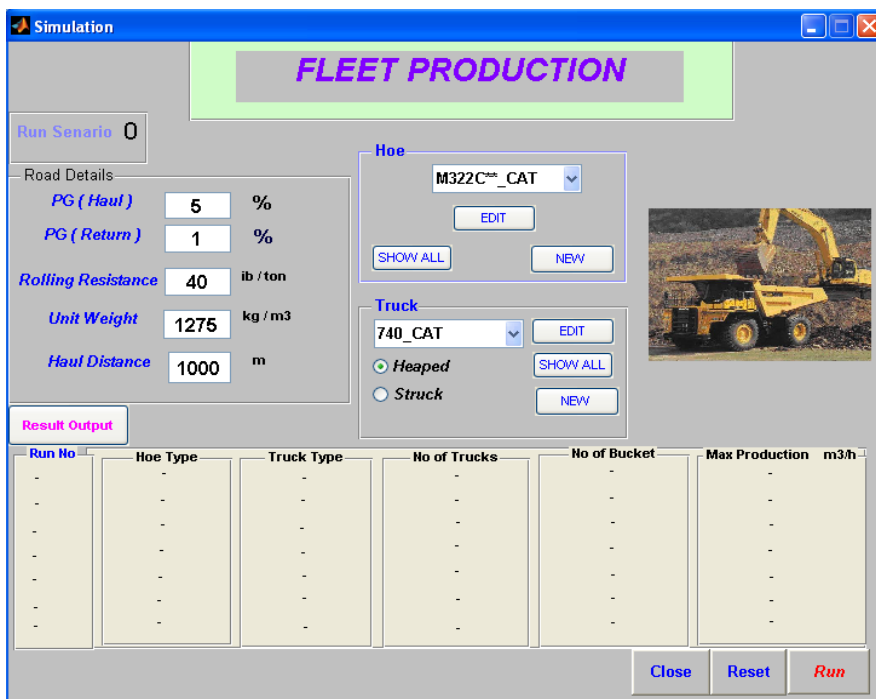 Simulation
FLEET PRODUCTION
Run Senario 0
Road Details
PG ( Haul ) 5 %
PG ( Return ) 1 %
Rolling Resistance 40 ib / ton
Unit Weight 1275 kg / m3
Haul Distance 1000 m
Hoe
M322C**_CAT
EDIT
SHOW ALL NEW
Truck
740_CAT EDIT
Heaped SHOW ALL
Struck NEW
Result Output
Run No Hoe Type Truck Type No of Trucks No of Bucket Max Production m3/h
- - - - - -
- - - - - -
- - - - - -
- - - - - -
- - - - - -
- - - - - -
- - - - - -
Close Reset Run